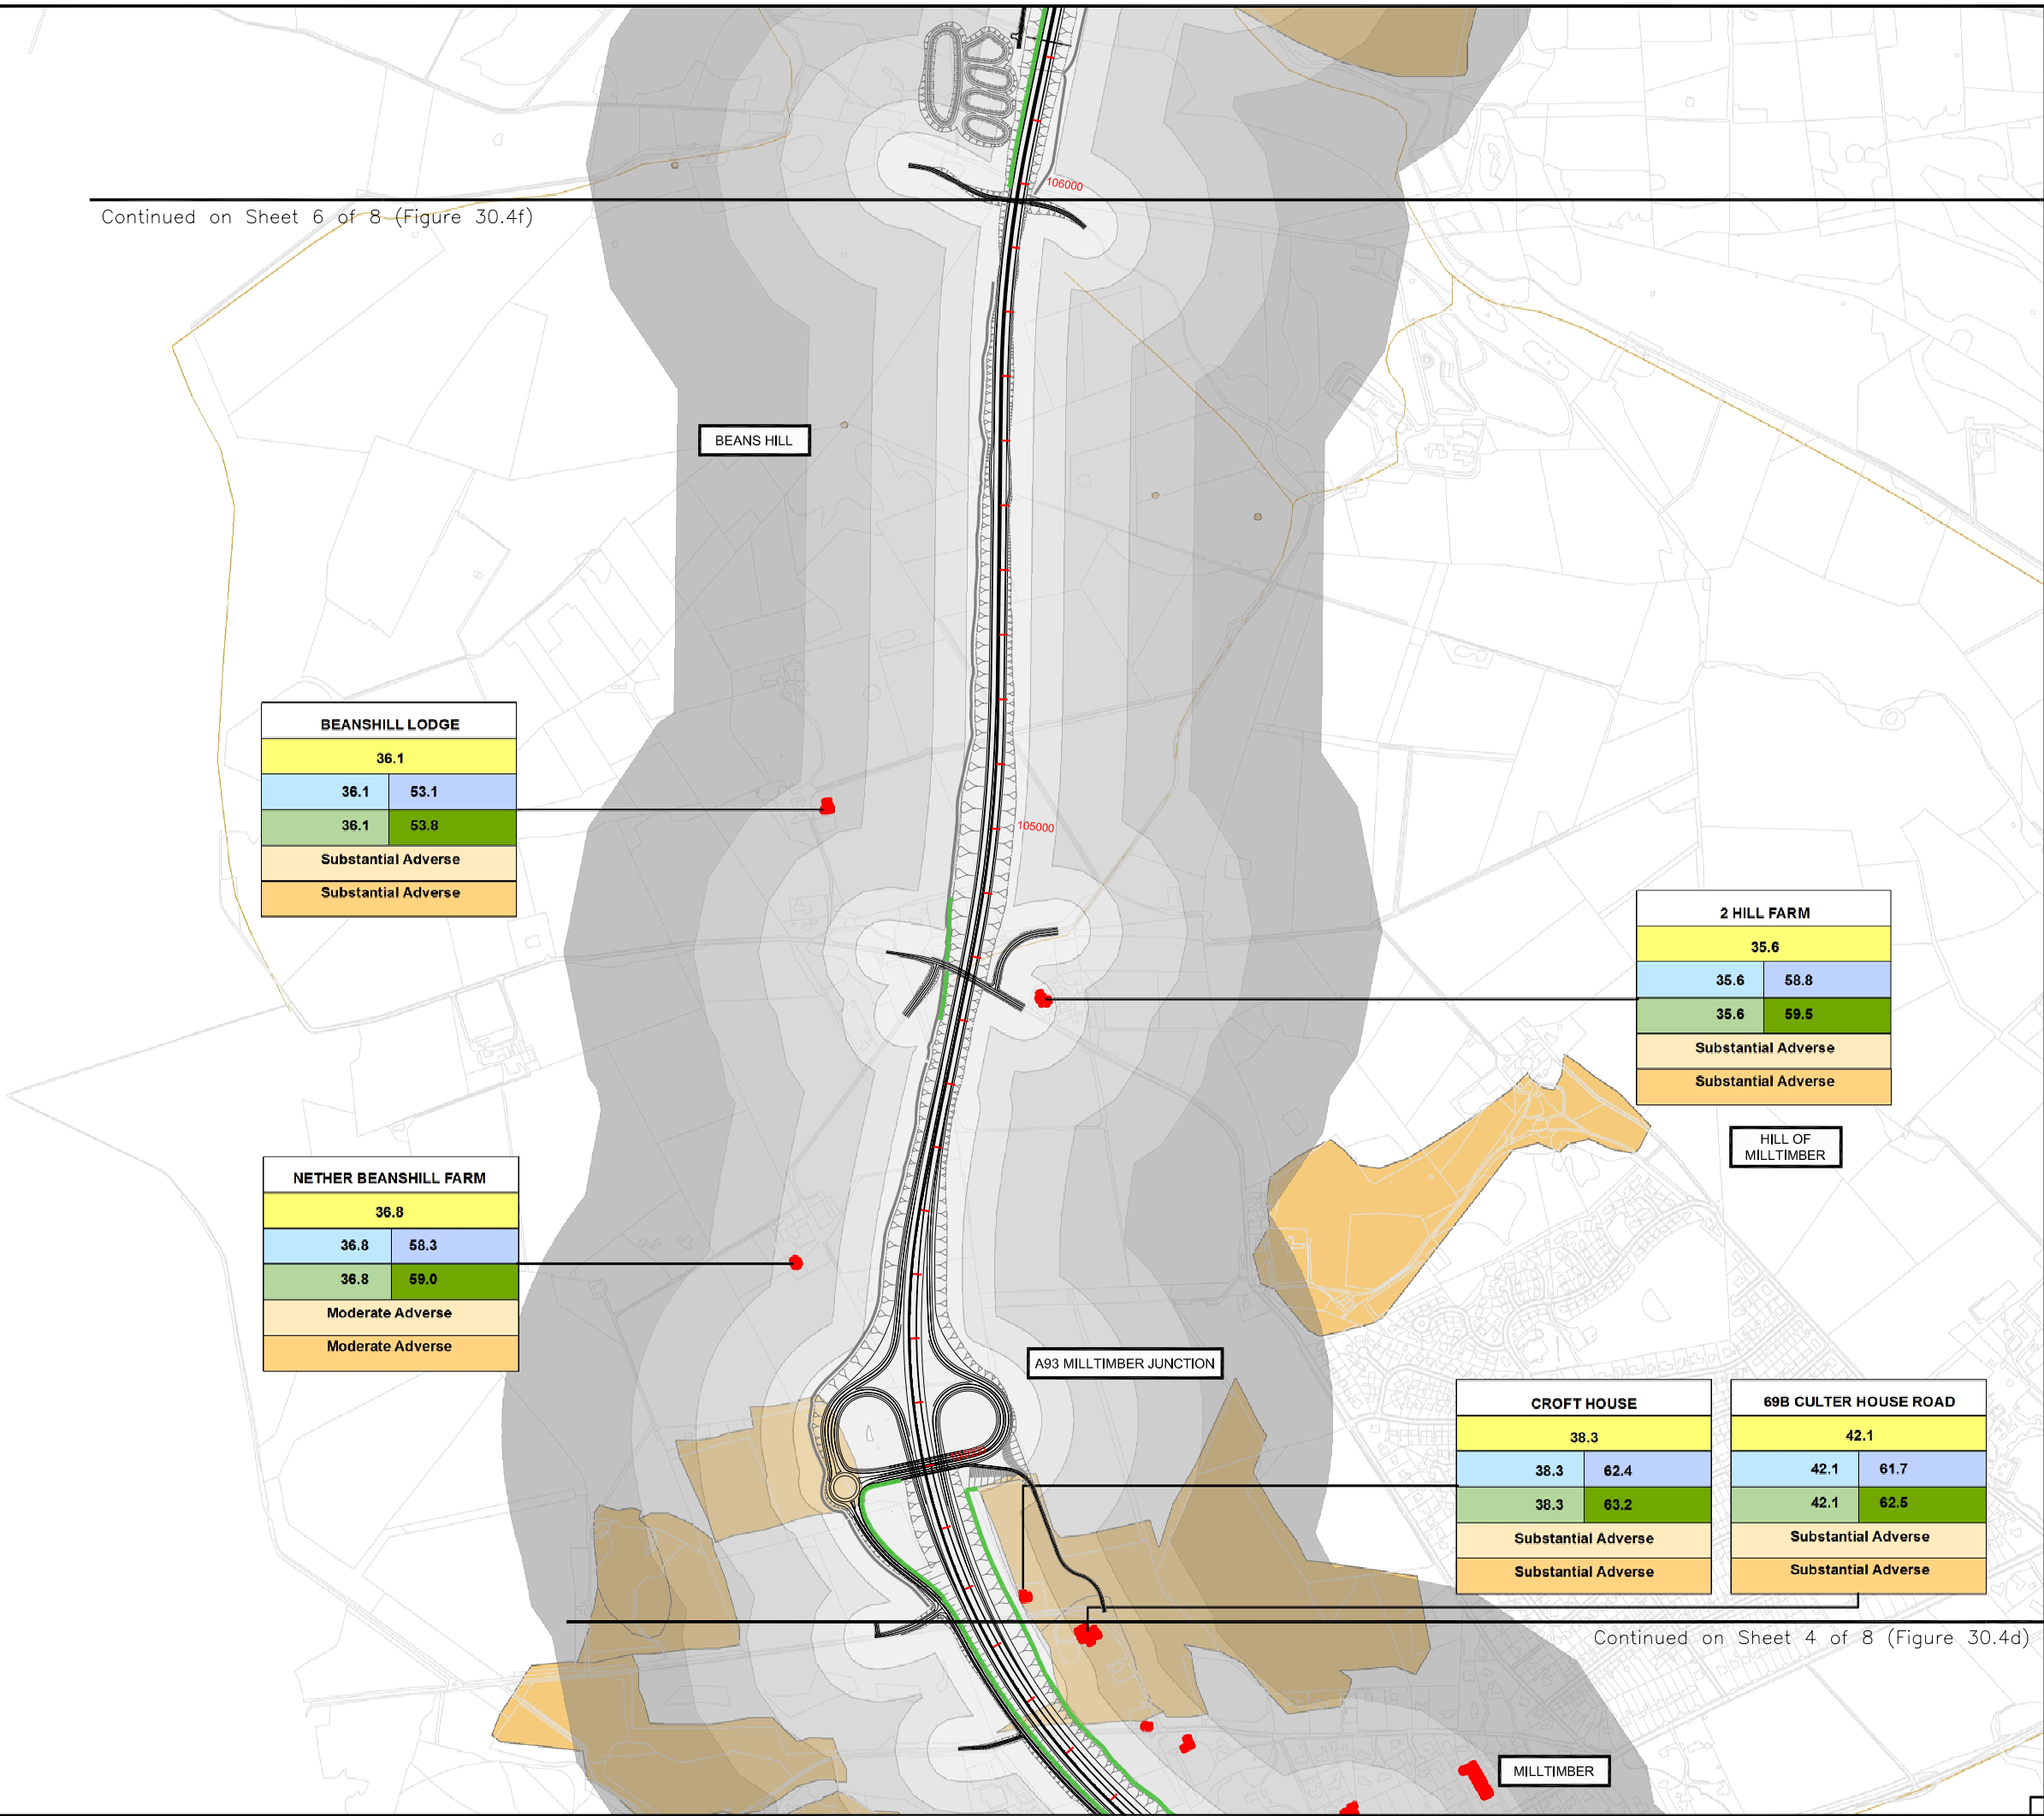 106000
Continued on Sheet 6 of 8 (Figure 30.4f)
BEANS HILL
BEANSHILL LODGE
36.1
36.1 53.1
36.1 53.8
Substantial Adverse
Substantial Adverse
105000
2 HILL FARM
35.6
35.6 58.8
35.6 59.5
Substantial Adverse
Substantial Adverse
HILL OF
MILLTIMBER
NETHER BEANSHILL FARM
36.8
36.8 58.3
36.8 59.0
Moderate Adverse
Moderate Adverse
A93 MILLTIMBER JUNCTION
CROFT HOUSE
38.3
38.3 62.4
38.3 63.2
Substantial Adverse
Substantial Adverse
69B CULTER HOUSE ROAD
42.1
42.1 61.7
42.1 62.5
Substantial Adverse
Substantial Adverse
Continued on Sheet 4 of 8 (Figure 30.4d)
MILLTIMBER